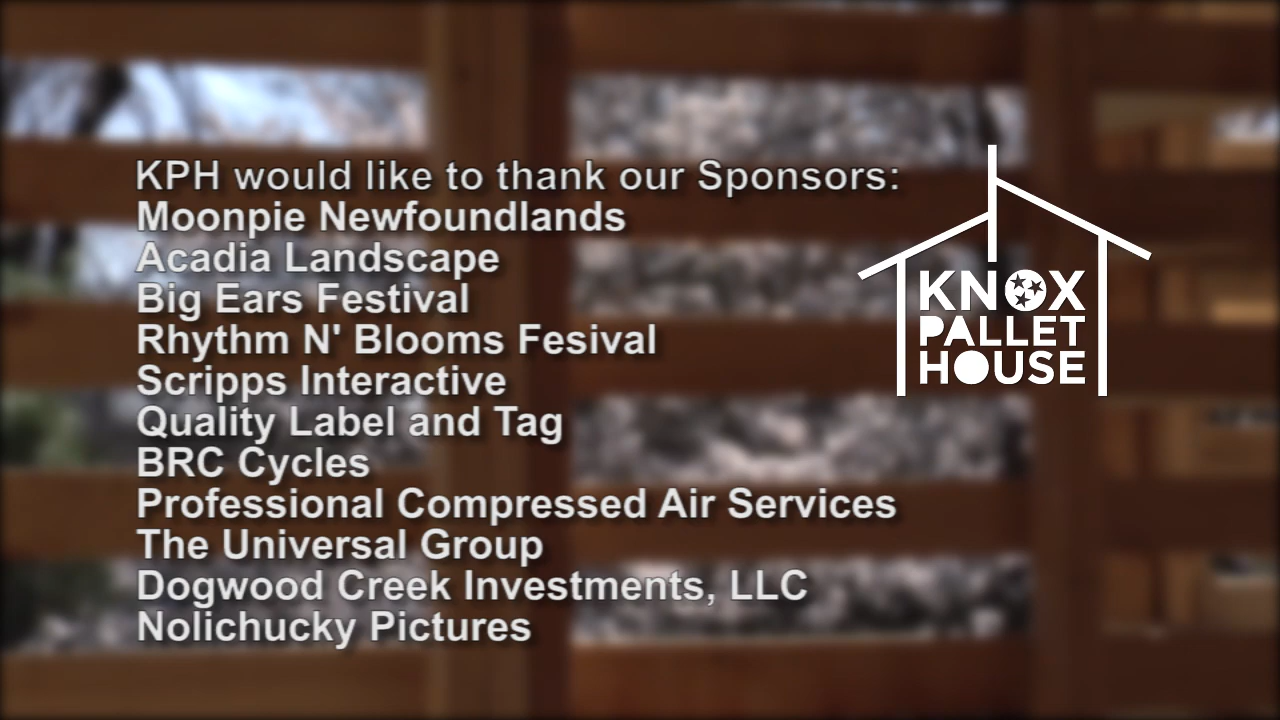 KPH would like to thank our Sponsors:
Moonpie Newfoundlands
Acadia Landscape
Big Ears Festival
Rhythm N' Blooms Fesival
Scripps Interactive
Quality Label and Tag
BRC Cycles
Professional Compressed Air Services
The Universal Group
Dogwood Creek Investments, LLC
Nolichucky Pictures
KNOX
PALLET
HOUSE